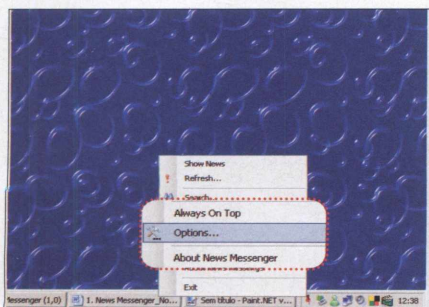 Show News
Refresh...
Search...
Always On Top
Options...
About News Messenger
Exit
Messenger (1,0)
1. News Messenger_No...
Sem título - Paint.NET v...
12:38